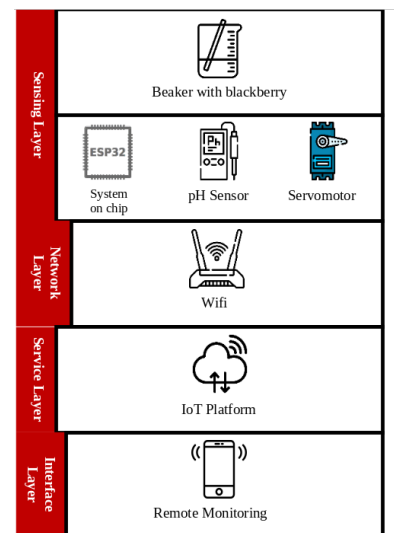 Sensing Layer
Beaker with blackberry
ESP32
System
on chip
Ph
pH Sensor
Servomotor
Network
Layer
Wifi
Service Layer
IoT Platform
Interface
Layer
Remote Monitoring